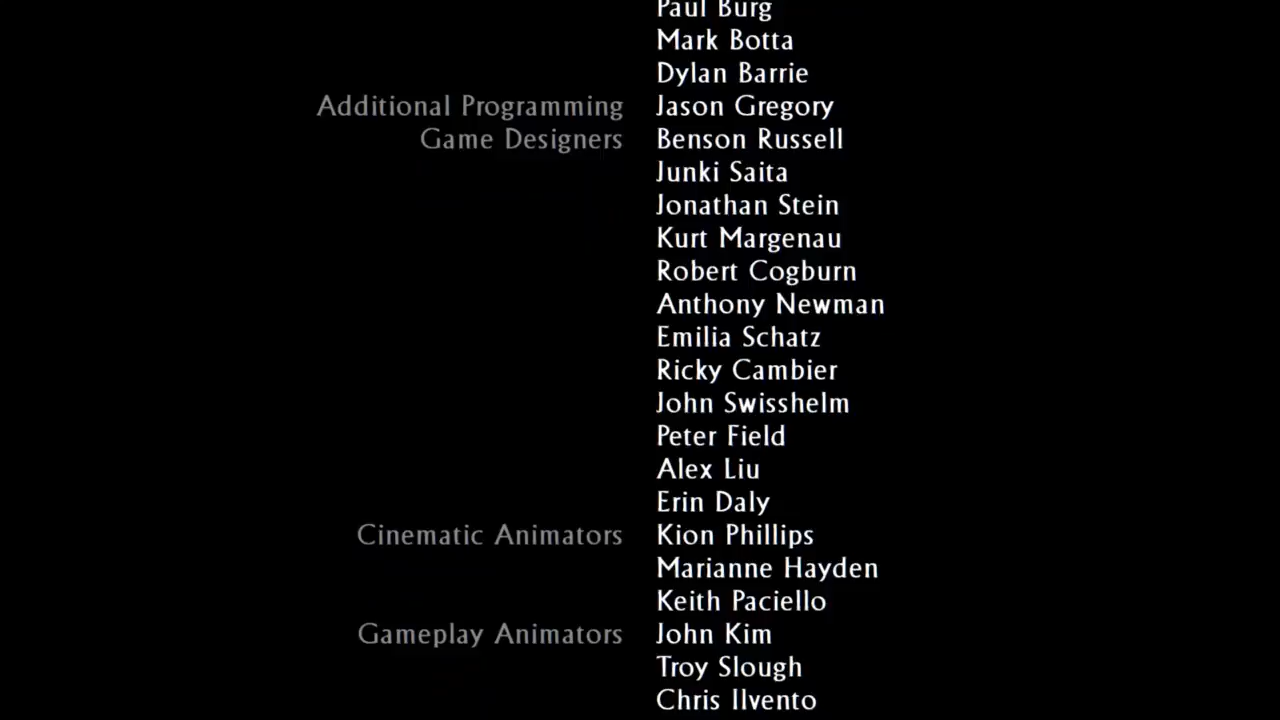 Paul Burg
Mark Botta
Dylan Barrie
Additional Programming Jason Gregory
Game Designers Benson Russell
Junki Saita
Jonathan Stein
Kurt Margenau
Robert Cogburn
Anthony Newman
Emilia Schatz
Ricky Cambier
John Swisshelm
Peter Field
Alex Liu
Erin Daly
Cinematic Animators Kion Phillips
Marianne Hayden
Keith Paciello
Gameplay Animators John Kim
Troy Slough
Chris Ilvento